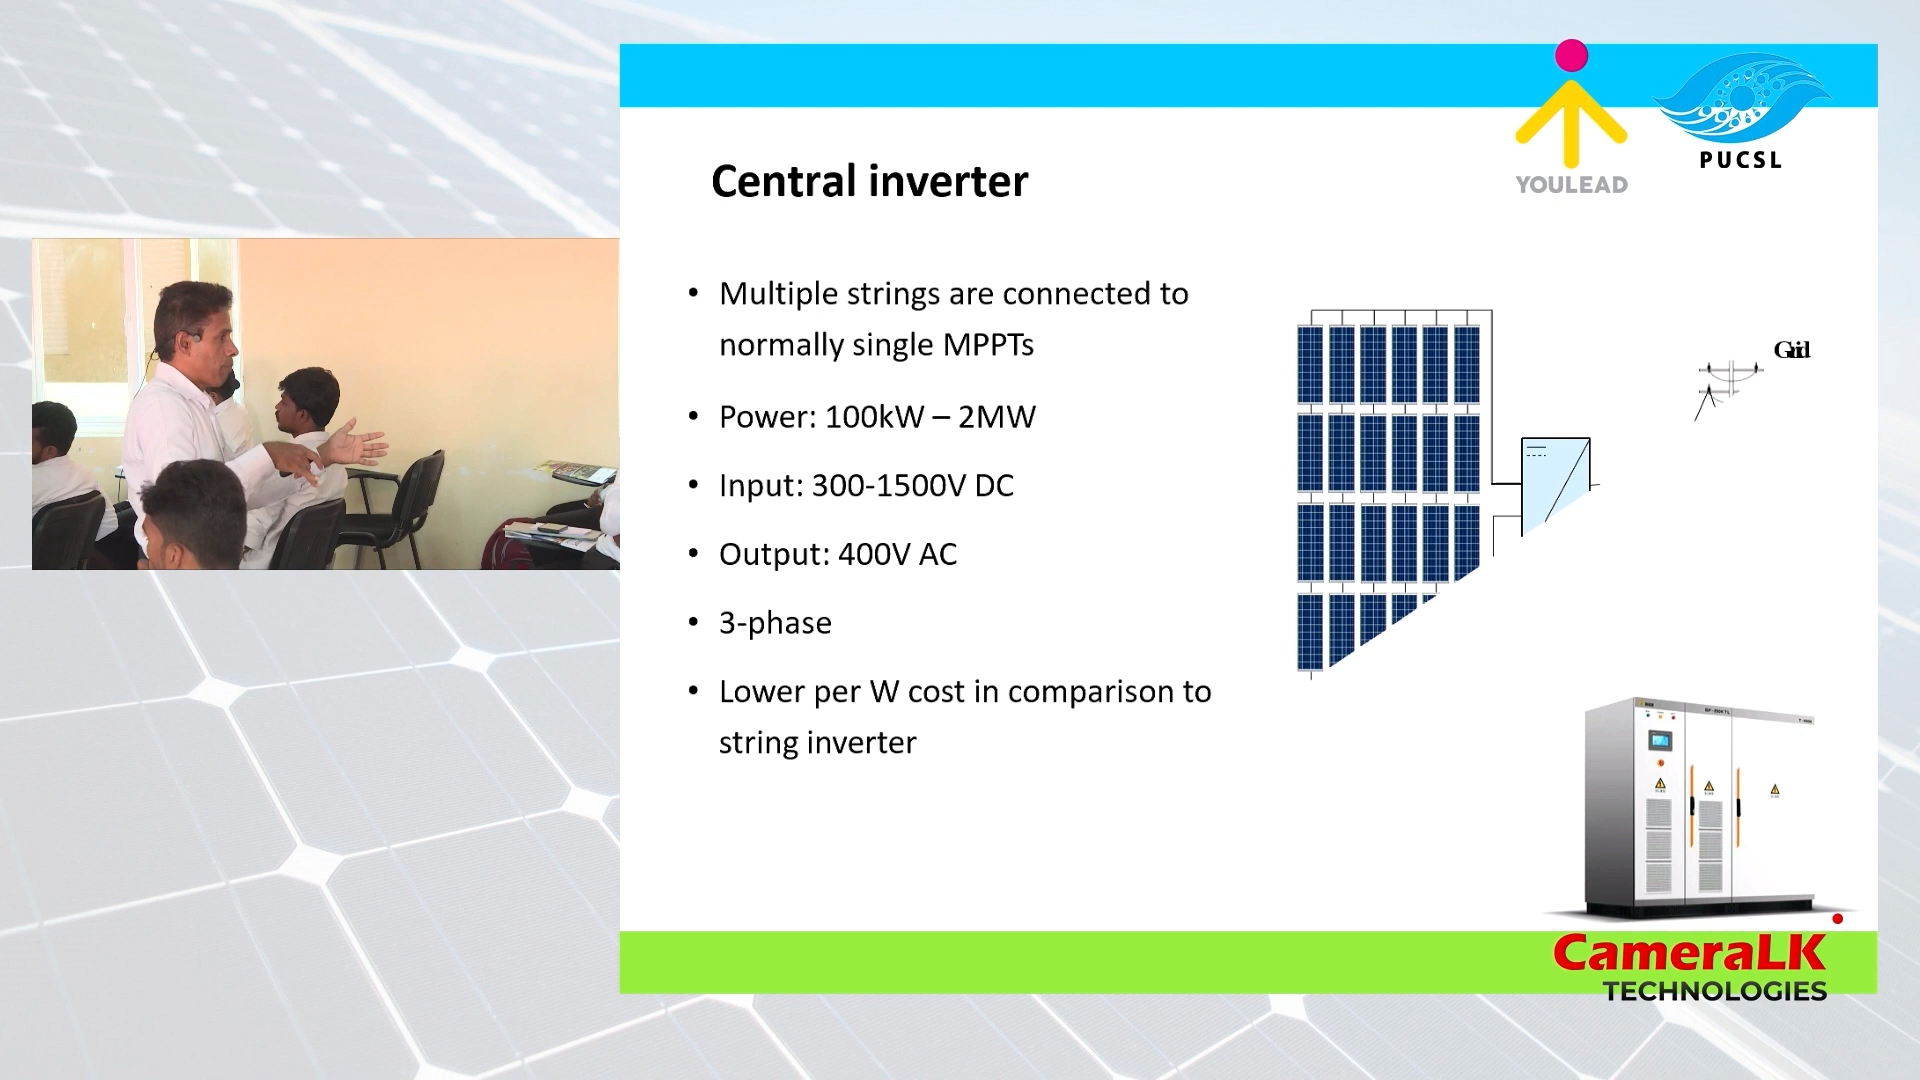 YOULEAD
PUCSL
Central inverter
• Multiple strings are connected to
normally single MPPTs
• Power: 100kW – 2MW
• Input: 300-1500V DC
• Output: 400V AC
• 3-phase
• Lower per W cost in comparison to
string inverter
Grid
CameraLK
TECHNOLOGIES